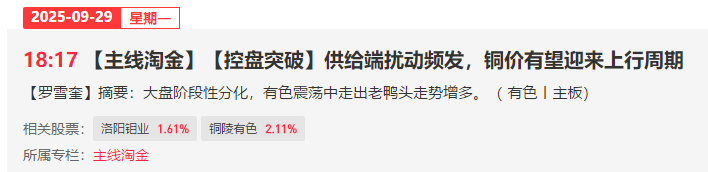 2025-09-29 星期一
18:17 【主线淘金】【控盘突破】供给端扰动频发，铜价有望迎来上行周期
【罗雪奎】摘要：大盘阶段性分化，有色震荡中走出老鸭头走势增多。（ 有色丨主板）
相关股票： 洛阳钼业 1.61% 铜陵有色 2.11%
所属专栏：主线淘金